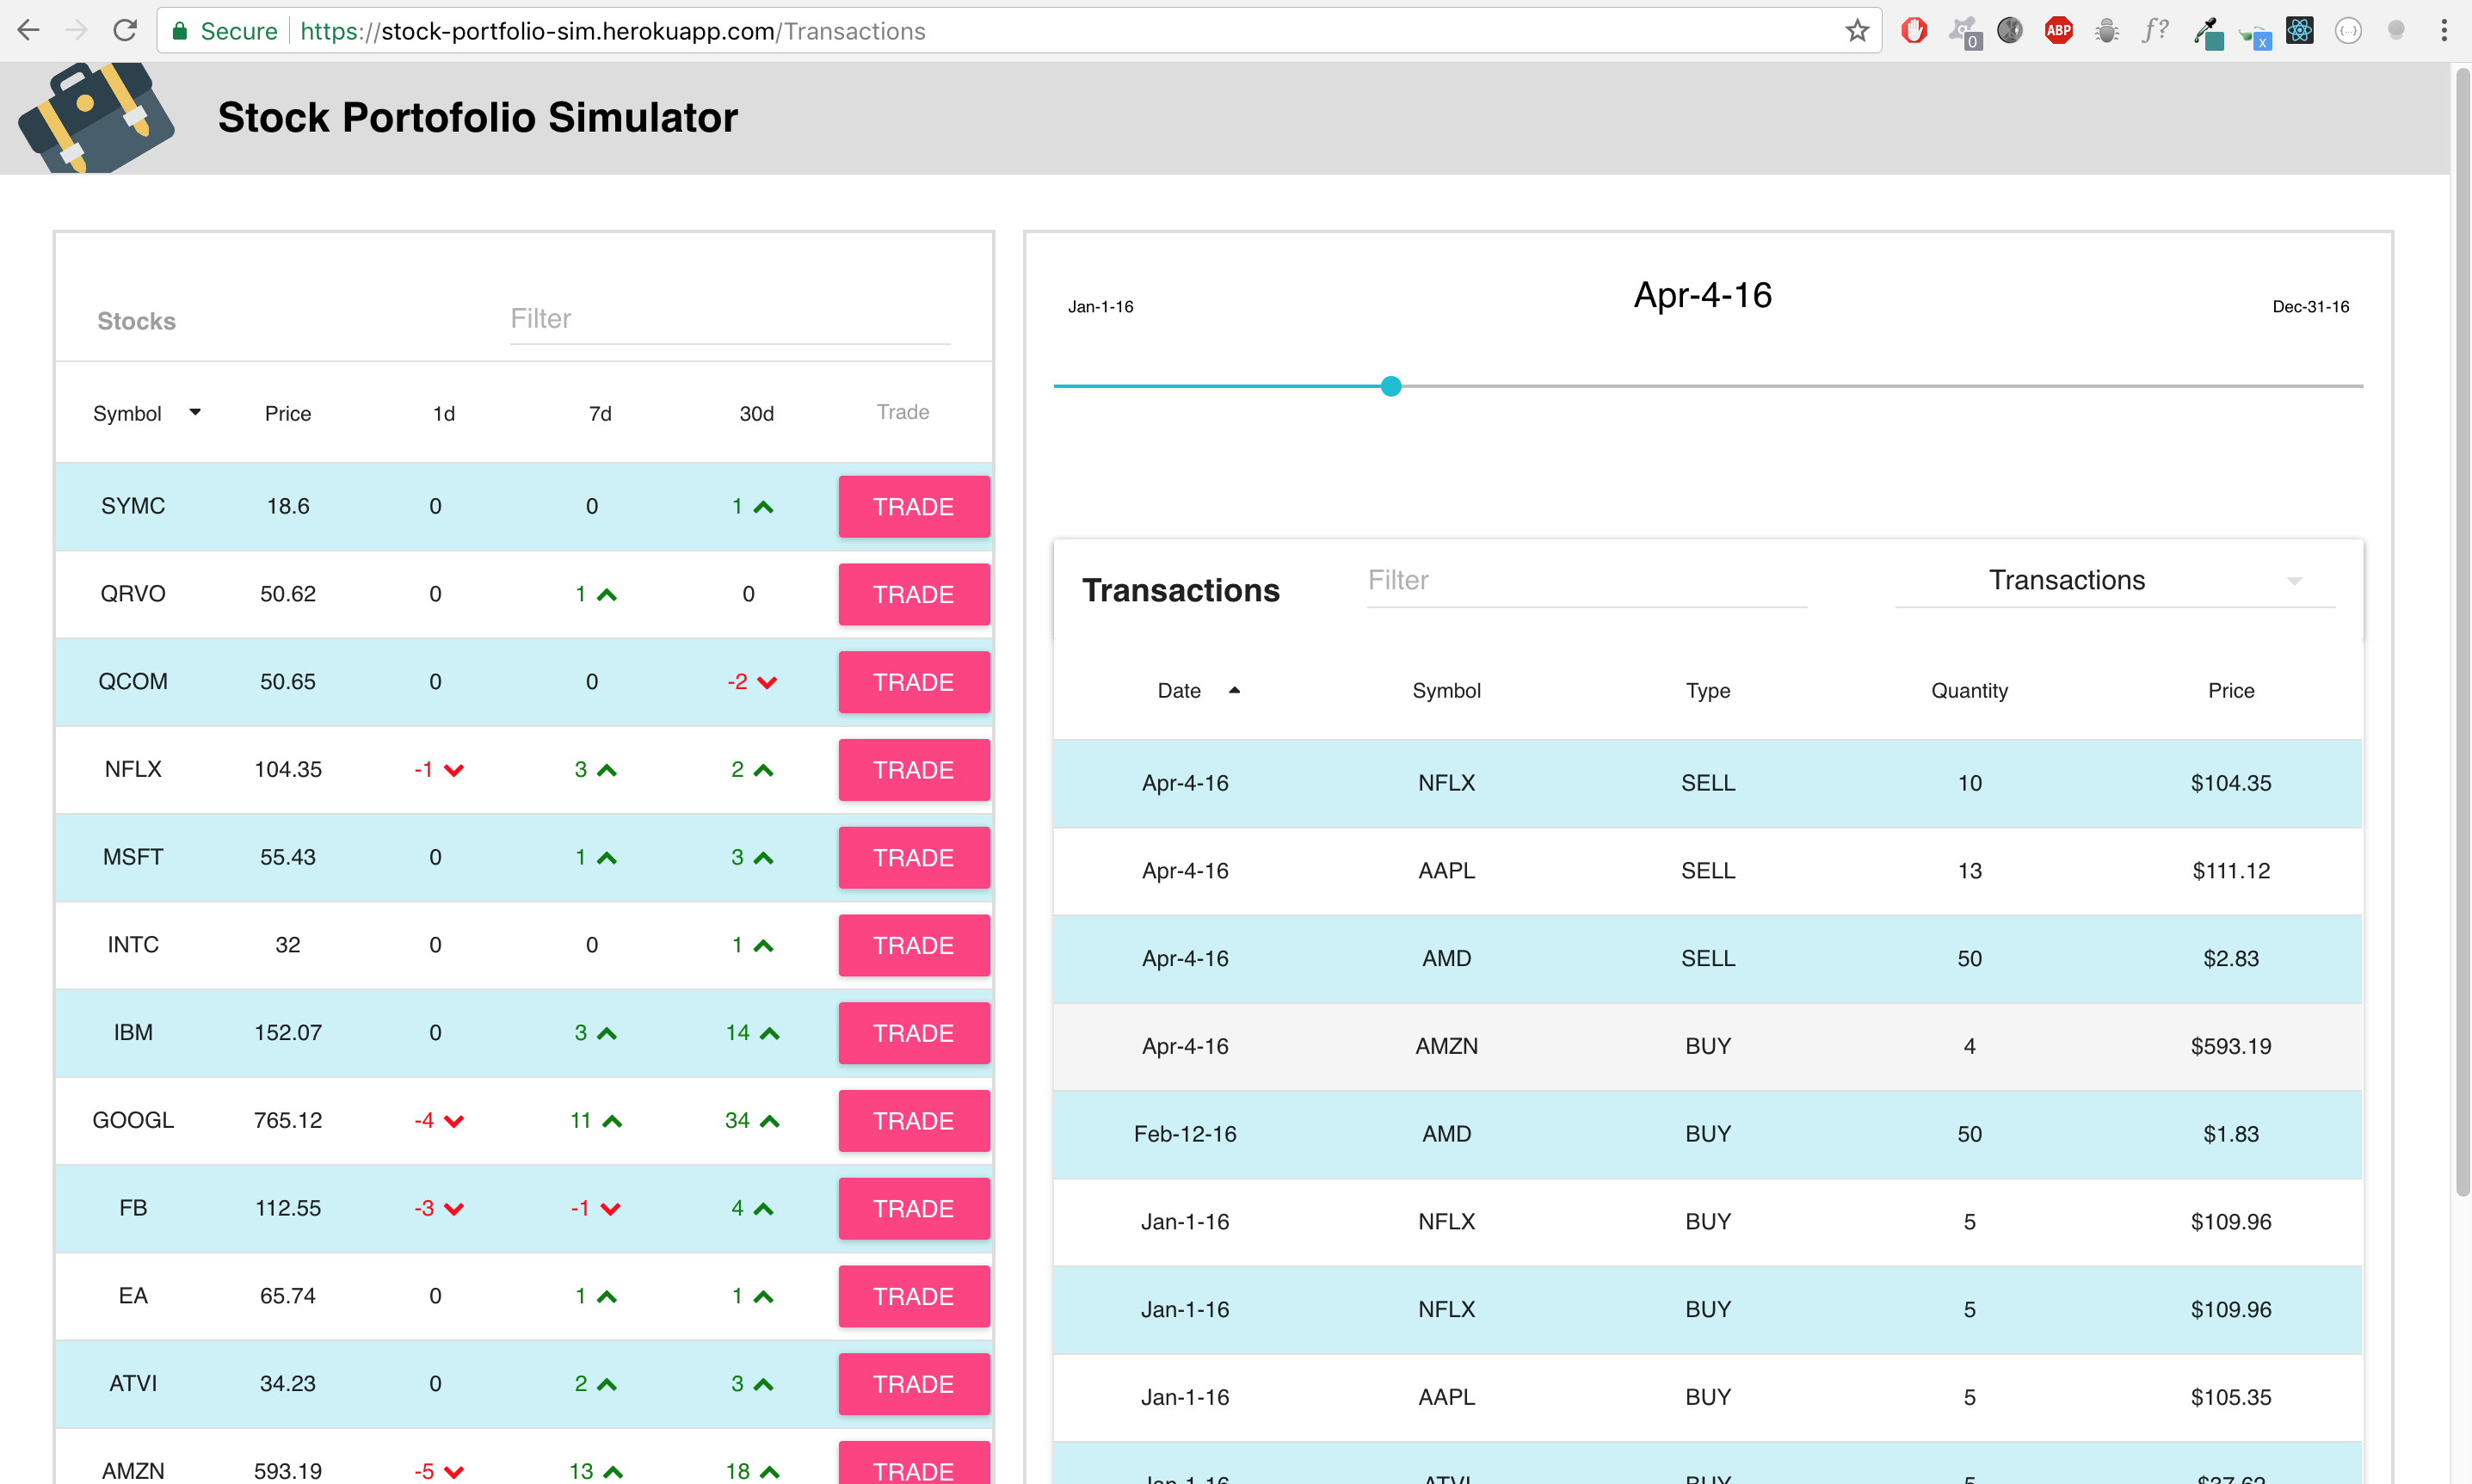 Secure https://stock-portfolio-sim.herokuapp.com/Transactions
0 ABP f? x {...}
Stock Portofolio Simulator
Stocks Filter
Symbol Price 1d 7d 30d Trade
SYMC 18.6 0 0 1 TRADE
QRVO 50.62 0 1 0 TRADE
QCOM 50.65 0 0 -2 TRADE
NFLX 104.35 -1 3 2 TRADE
MSFT 55.43 0 1 3 TRADE
INTC 32 0 0 1 TRADE
IBM 152.07 0 3 14 TRADE
GOOGL 765.12 -4 11 34 TRADE
FB 112.55 -3 -1 4 TRADE
EA 65.74 0 1 1 TRADE
ATVI 34.23 0 2 3 TRADE
AMZN 593.19 -5 13 18 TRADE
Jan-1-16 Apr-4-16 Dec-31-16
Transactions Filter Transactions
Date Symbol Type Quantity Price
Apr-4-16 NFLX SELL 10 $104.35
Apr-4-16 AAPL SELL 13 $111.12
Apr-4-16 AMD SELL 50 $2.83
Apr-4-16 AMZN BUY 4 $593.19
Feb-12-16 AMD BUY 50 $1.83
Jan-1-16 NFLX BUY 5 $109.96
Jan-1-16 NFLX BUY 5 $109.96
Jan-1-16 AAPL BUY 5 $105.35
Jan-1-16 ATVI BUY 5